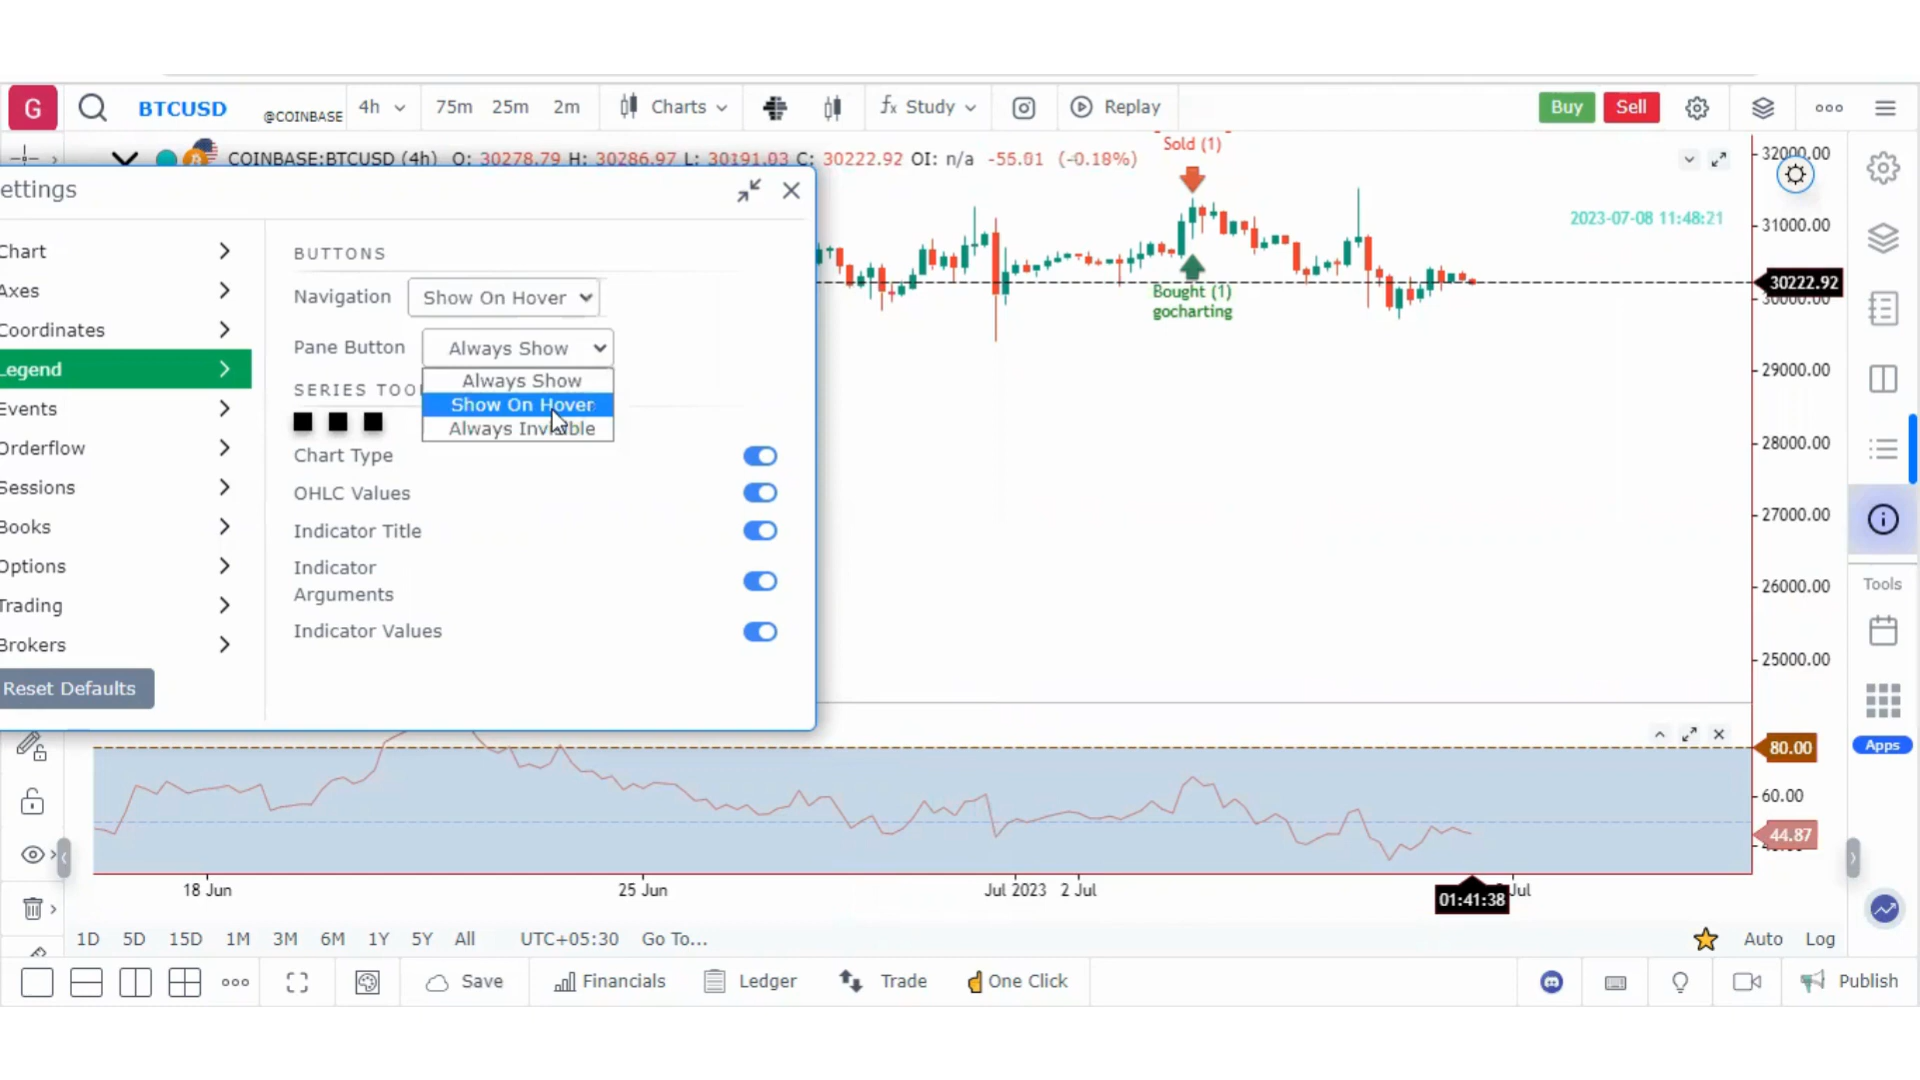 G BTCUSD @COINBASE 4h 75m 25m 2m Charts fx Study Replay Buy Sell
COINBASE:BTCUSD (4h) O: 30278.79 H: 30286.97 L: 30191.03 C: 30222.92 OI: n/a -55.01 (-0.18%)
Sold (1)
2023-07-08 11:48:21
Bought (1)
gocharting
32000.00
31000.00
30222.92
30000.00
29000.00
28000.00
27000.00
26000.00
25000.00
ettings
Chart
Axes
Coordinates
Legend
Events
Orderflow
Sessions
Books
Options
Trading
Brokers
Reset Defaults
BUTTONS
Navigation Show On Hover
Pane Button Always Show
Always Show
Show On Hover
Always Invisible
SERIES TOO
Chart Type
OHLC Values
Indicator Title
Indicator
Arguments
Indicator Values
Tools
Apps
80.00
60.00
44.87
18 Jun 25 Jun Jul 2023 2 Jul 01:41:38 Jul
1D 5D 15D 1M 3M 6M 1Y 5Y All UTC+05:30 Go To... Auto Log
Save Financials Ledger Trade One Click Publish